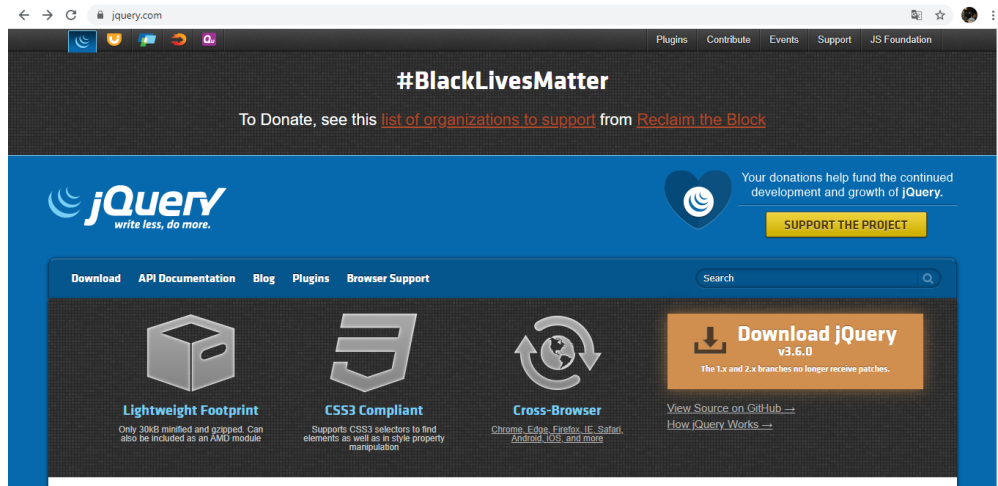 jquery.com
Plugins Contribute Events Support JS Foundation
#BlackLivesMatter
To Donate, see this list of organizations to support from Reclaim the Block
jQuery
write less, do more.
Your donations help fund the continued
development and growth of jQuery.
SUPPORT THE PROJECT
Download API Documentation Blog Plugins Browser Support
Search
Lightweight Footprint
Only 30kB minified and gzipped. Can
also be included as an AMD module
CSS3 Compliant
Supports CSS3 selectors to find
elements as well as in style property
manipulation
Cross-Browser
Chrome, Edge, Firefox, IE, Safari,
Android, iOS, and more
Download jQuery
v3.6.0
The 1.x and 2.x branches no longer receive patches.
View Source on GitHub →
How jQuery Works →